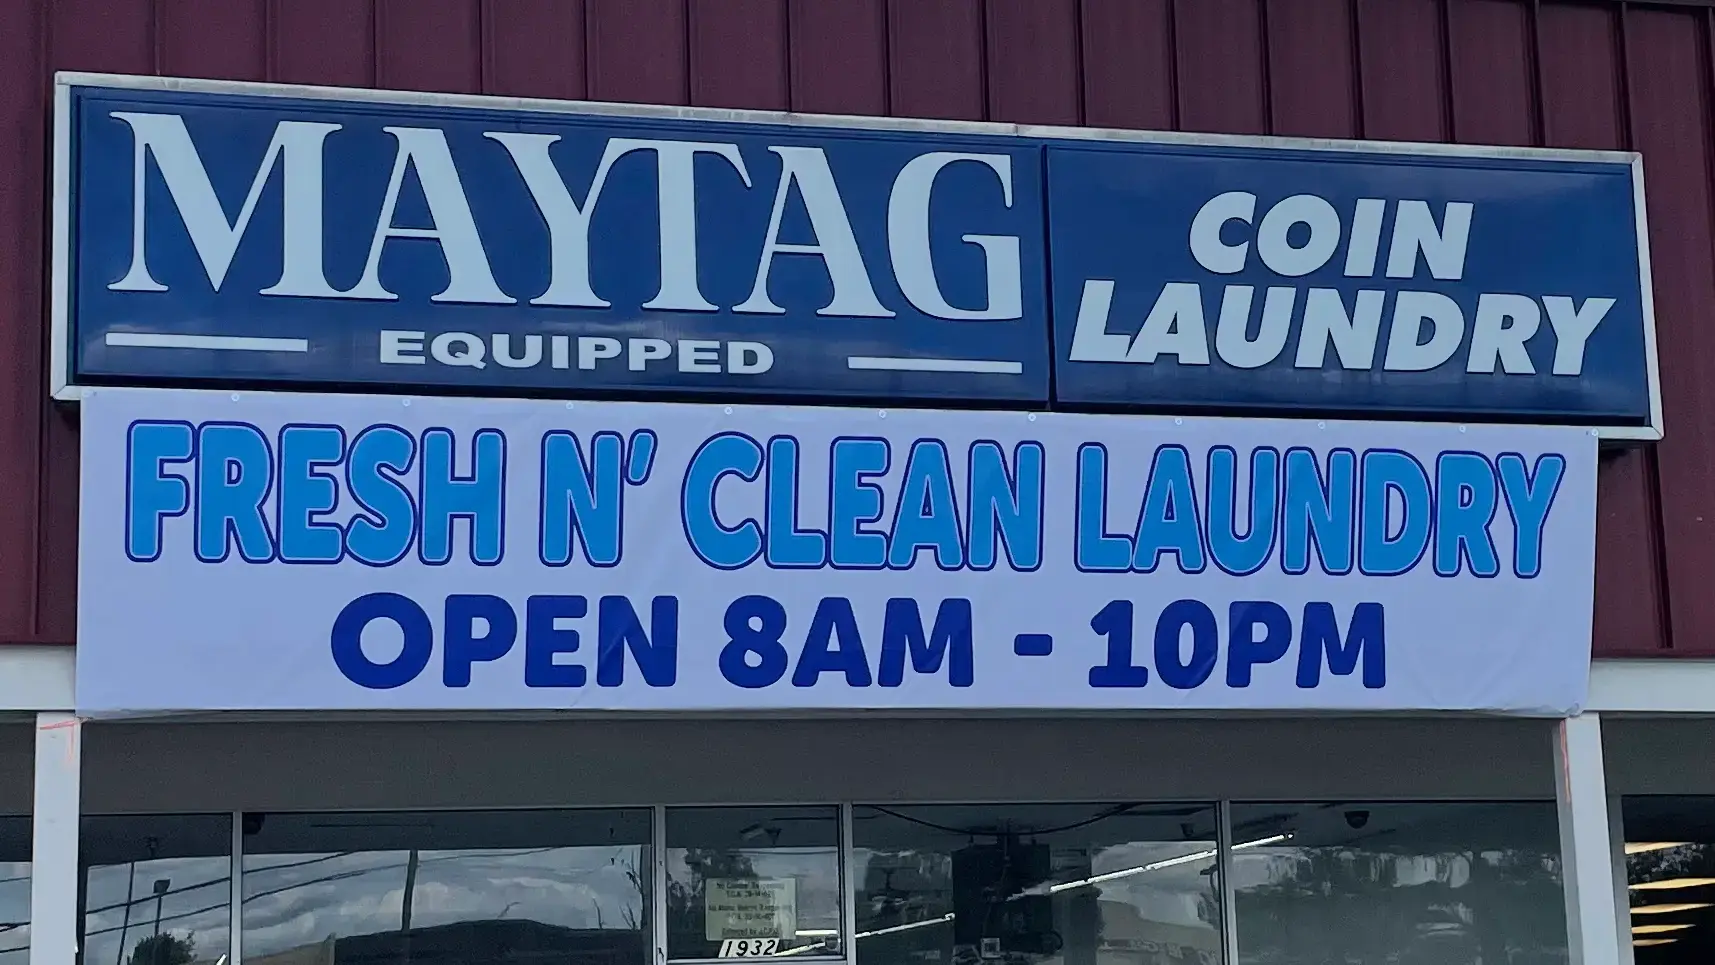 MAYTAG
EQUIPPED
COIN
LAUNDRY
FRESH N' CLEAN LAUNDRY
OPEN 8AM - 10PM
1932